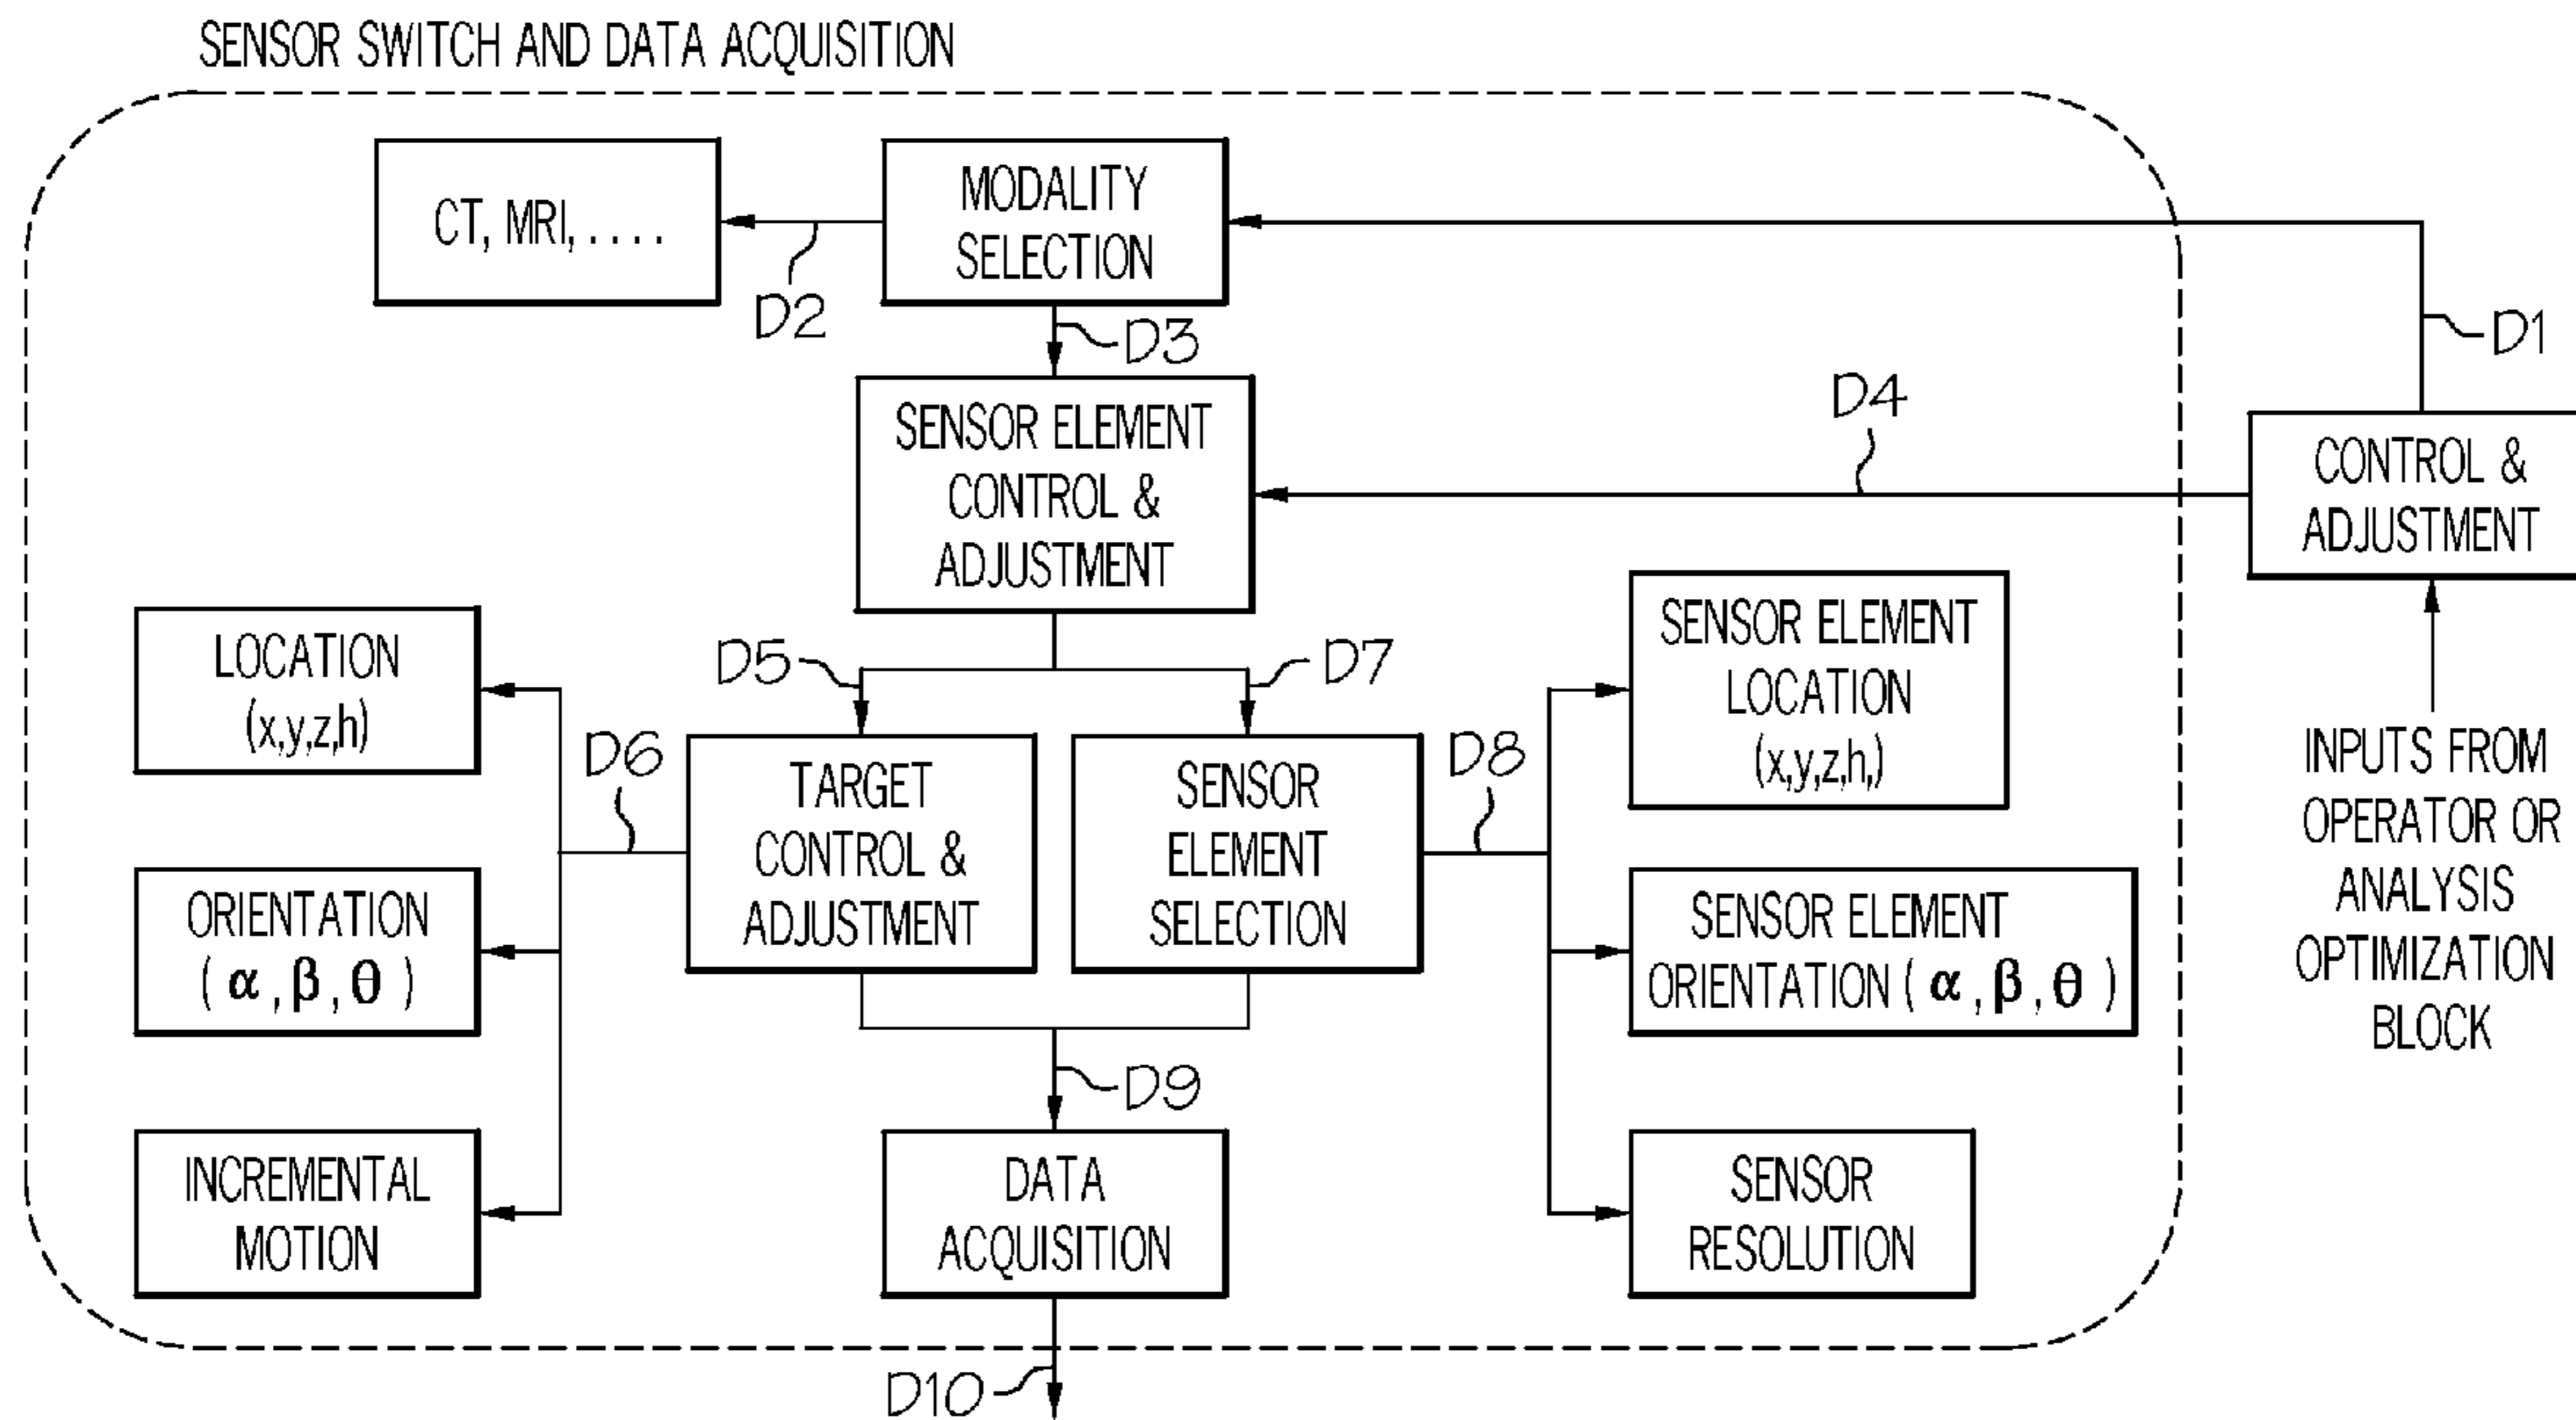 SENSOR SWITCH AND DATA ACQUISITION
CT, MRI, . . . .
D2
MODALITY
SELECTION
D3
D1
SENSOR ELEMENT
CONTROL &
ADJUSTMENT
D4
CONTROL &
ADJUSTMENT
INPUTS FROM
OPERATOR OR
ANALYSIS
OPTIMIZATION
BLOCK
D5
D7
LOCATION
(x,y,z,h)
ORIENTATION
( α , β , θ )
INCREMENTAL
MOTION
D6
TARGET
CONTROL &
ADJUSTMENT
SENSOR
ELEMENT
SELECTION
D8
SENSOR ELEMENT
LOCATION
(x,y,z,h,)
SENSOR ELEMENT
ORIENTATION ( α , β , θ )
SENSOR
RESOLUTION
D9
DATA
ACQUISITION
D10